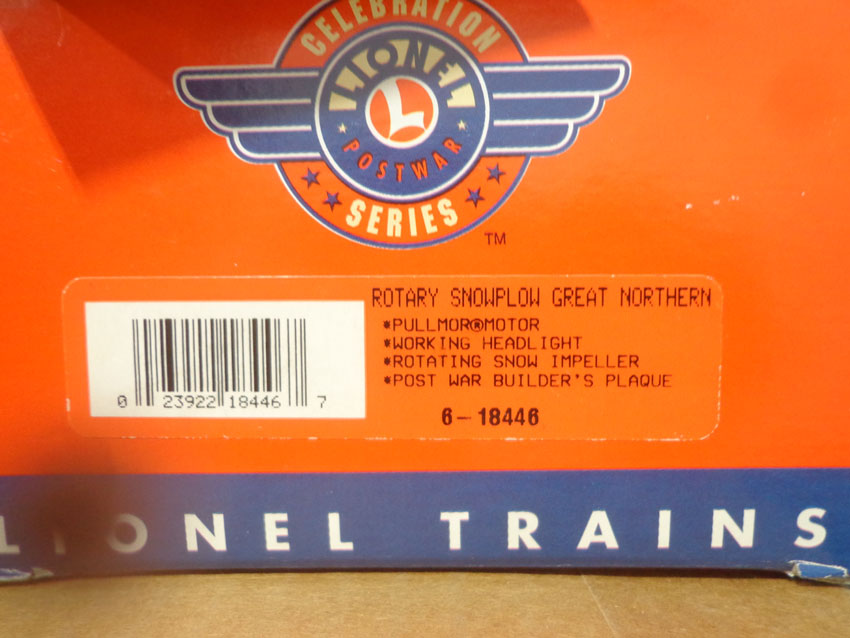 CELEBRATION
LIONEL
L
POSTWAR
SERIES
TM
ROTARY SNOWPLOW GREAT NORTHERN
*PULLMOR®MOTOR
*WORKING HEADLIGHT
*ROTATING SNOW IMPELLER
*POST WAR BUILDER'S PLAQUE
0 23922 18446 7
6-18446
LIONEL TRAINS